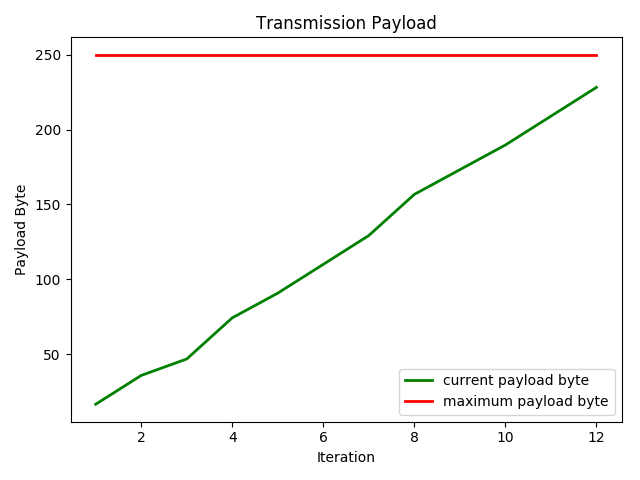 Transmission Payload
250
200
150
100
50
Payload Byte
2
4
6
8
10
12
Iteration
current payload byte
maximum payload byte